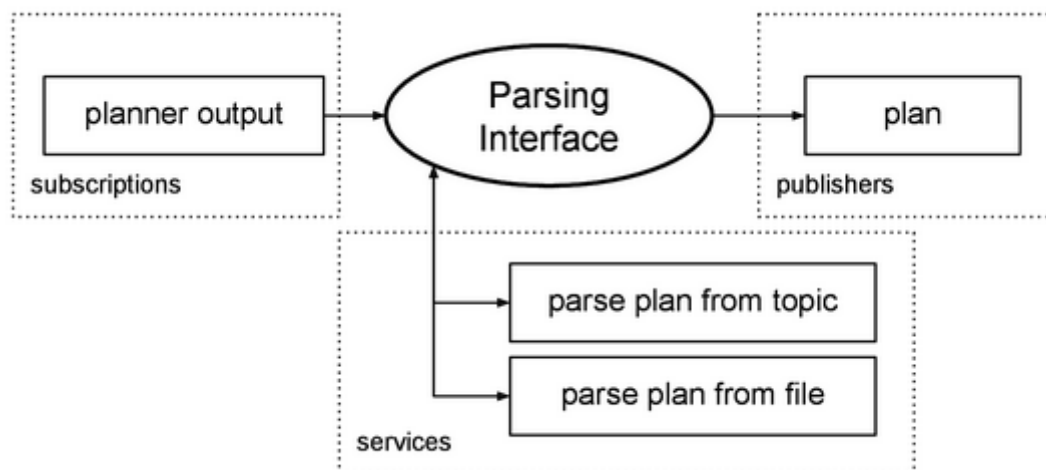 planner output
subscriptions
Parsing
Interface
plan
publishers
parse plan from topic
parse plan from file
services